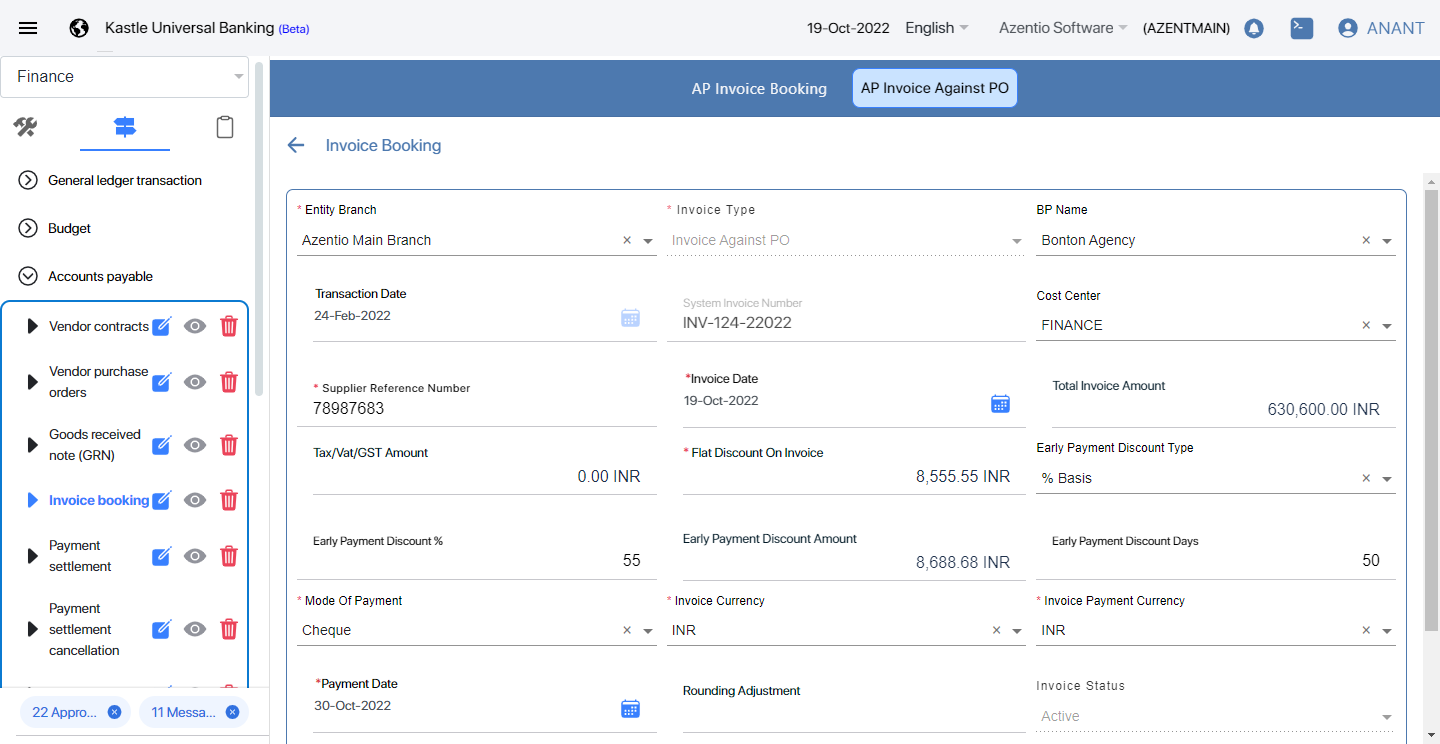 Kastle Universal Banking (Beta)
19-Oct-2022
English
Azentio Software
(AZENTMAIN)
ANANT
Finance
General ledger transaction
Budget
Accounts payable
Vendor contracts
Vendor purchase
orders
Goods received
note (GRN)
Invoice booking
Payment
settlement
Payment
settlement
cancellation
22 Appro...
11 Messa...
AP Invoice Booking
AP Invoice Against PO
Invoice Booking
* Entity Branch
Azentio Main Branch
* Invoice Type
Invoice Against PO
BP Name
Bonton Agency
Transaction Date
24-Feb-2022
System Invoice Number
INV-124-22022
Cost Center
FINANCE
* Supplier Reference Number
78987683
*Invoice Date
19-Oct-2022
Total Invoice Amount
630,600.00 INR
Tax/Vat/GST Amount
0.00 INR
* Flat Discount On Invoice
8,555.55 INR
Early Payment Discount Type
% Basis
Early Payment Discount %
55
Early Payment Discount Amount
8,688.68 INR
Early Payment Discount Days
50
* Mode Of Payment
Cheque
* Invoice Currency
INR
* Invoice Payment Currency
INR
*Payment Date
30-Oct-2022
Rounding Adjustment
Invoice Status
Active